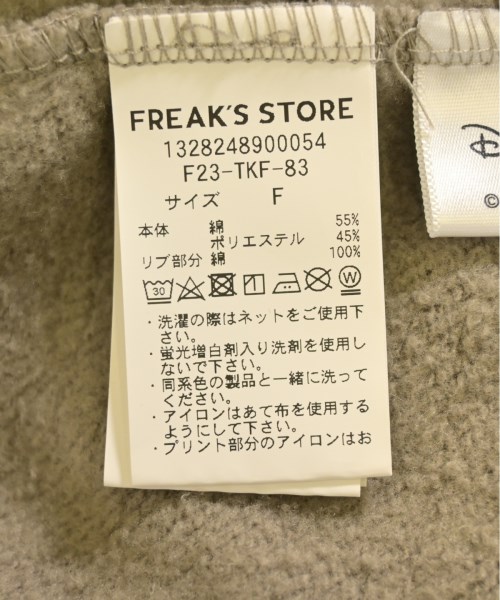 FREAK'S STORE
1328248900054
F23-TKF-83
サイズ F
本体 綿 55%
ポリエステル 45%
リブ部分 綿 100%
30 W
・洗濯の際はネットをご使用下
さい。
・蛍光増白剤入り洗剤を使用し
ないで下さい。
・同系色の製品と一緒に洗って
ください。
・アイロンはあて布を使用する
ようにして下さい。
・プリント部分のアイロンはお
©